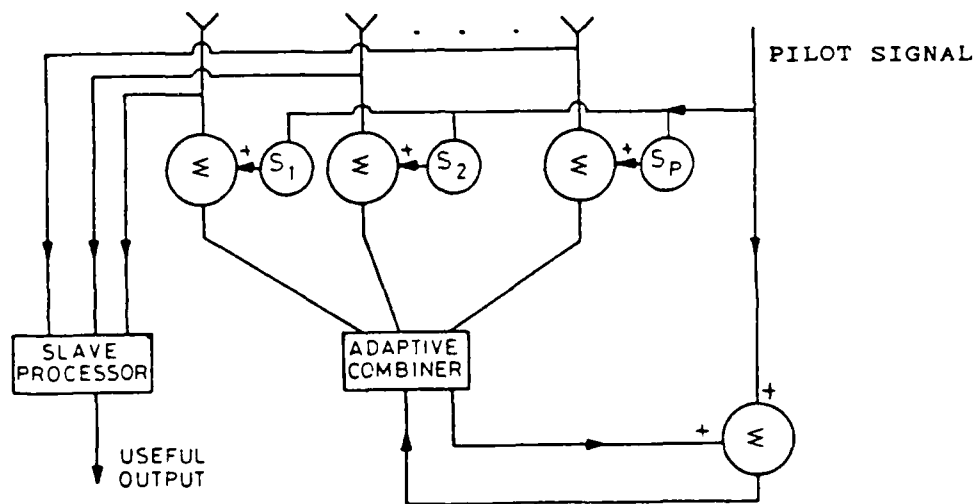 PILOT SIGNAL
Σ + S1 Σ + S2 Σ + SP
SLAVE
PROCESSOR
ADAPTIVE
COMBINER
+
+ Σ
USEFUL
OUTPUT